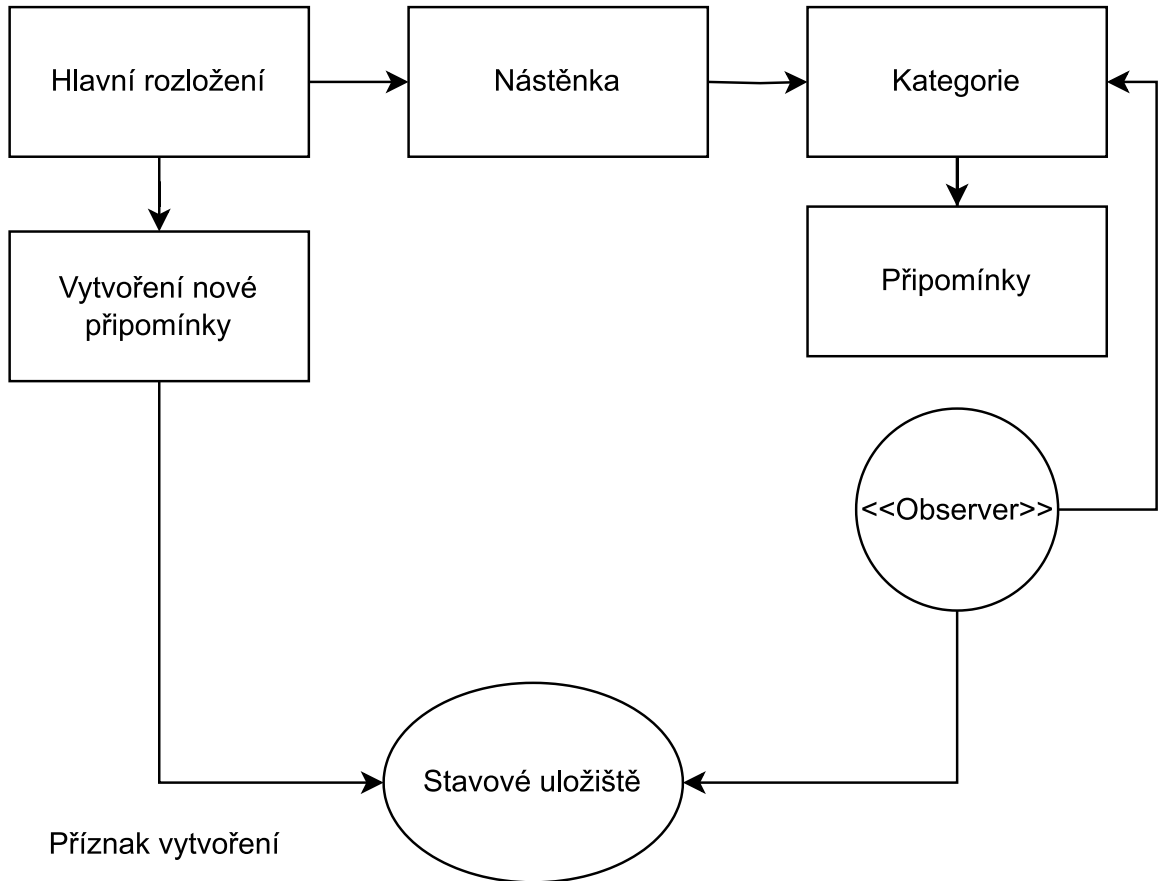 Hlavní rozložení
Nástěnka
Kategorie
Vytvoření nové
připomínky
Připomínky
<<Observer>>
Stavové uložiště
Příznak vytvoření